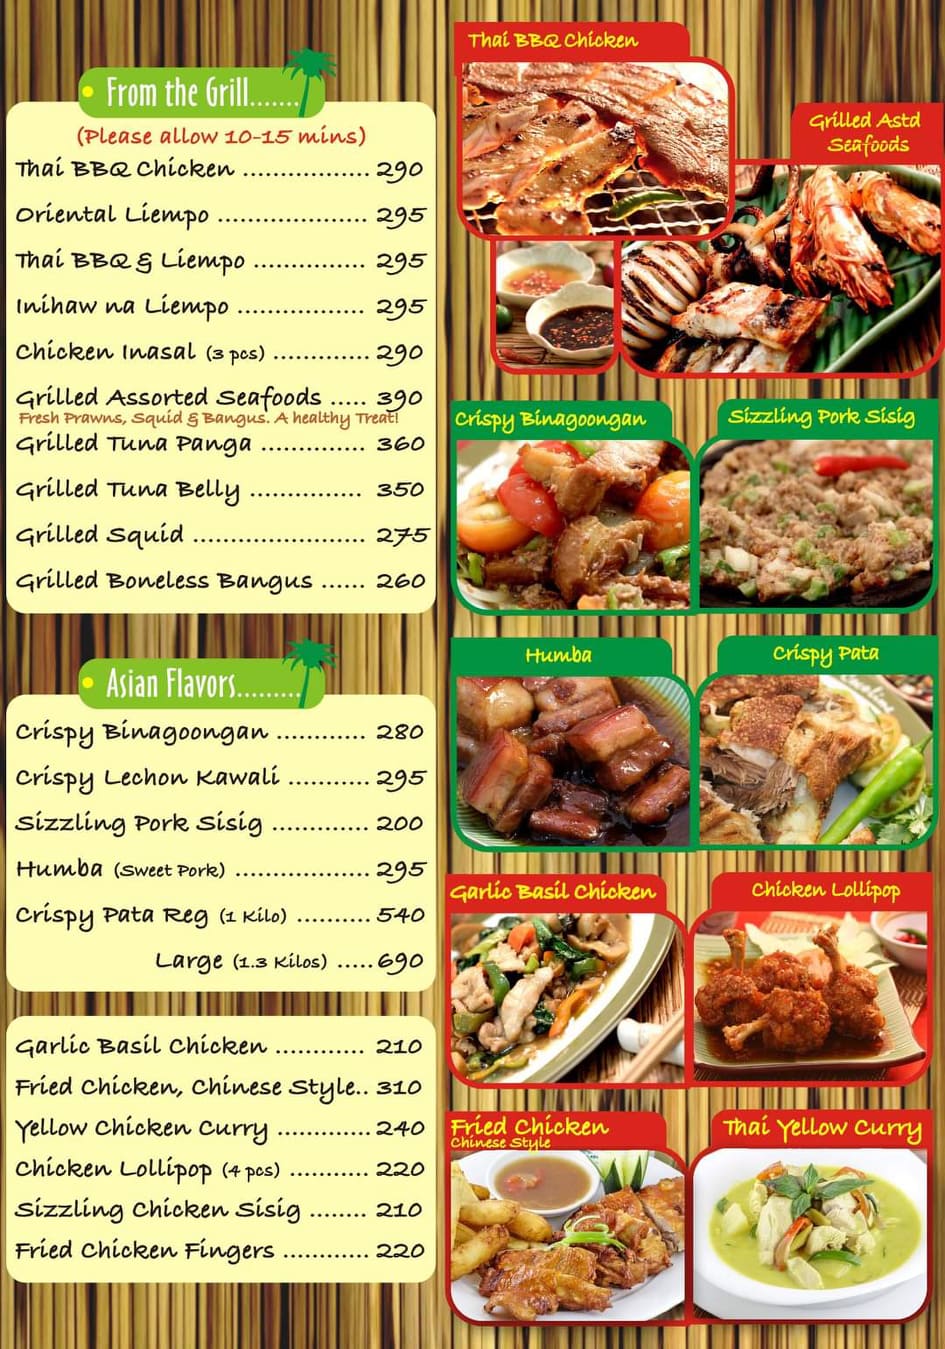 From the Grill.......
(Please allow 10-15 mins)
Thai BBQ Chicken ................. 290
Oriental Liempo .................... 295
Thai BBQ & Liempo ............... 295
Inihaw na Liempo ................. 295
Chicken Inasal (3 pcs) ............. 290
Grilled Assorted Seafoods ..... 390
Fresh Prawns, Squid & Bangus. A healthy Treat!
Grilled Tuna Panga .............. 360
Grilled Tuna Belly ............... 350
Grilled Squid ....................... 275
Grilled Boneless Bangus ...... 260
Asian Flavors.........
Crispy Binagoongan ............ 280
Crispy Lechon Kawali ........... 295
Sizzling Pork Sisig ............. 200
Humba (Sweet Pork) .................. 295
Crispy Pata Reg (1 Kilo) .......... 540
Large (1.3 Kilos) ..... 690
Garlic Basil Chicken ............ 210
Fried Chicken, Chinese Style.. 310
Yellow Chicken Curry ............. 240
Chicken Lollipop (4 pcs) ........... 220
Sizzling Chicken Sisig ........ 210
Fried Chicken Fingers ............ 220
Thai BBQ Chicken
Grilled Astd
Seafoods
Crispy Binagoongan
Sizzling Pork Sisig
Humba
Crispy Pata
Garlic Basil Chicken
Chicken Lollipop
Fried Chicken
Chinese Style
Thai Yellow Curry